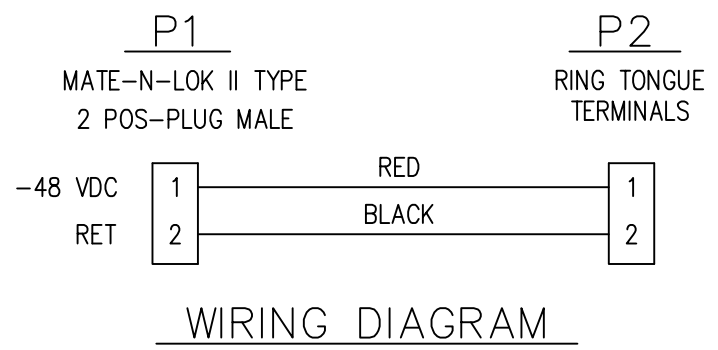 P1
P2
MATE-N-LOK II TYPE
2 POS-PLUG MALE
RING TONGUE
TERMINALS
-48 VDC 1 RED 1
RET 2 BLACK 2
WIRING DIAGRAM